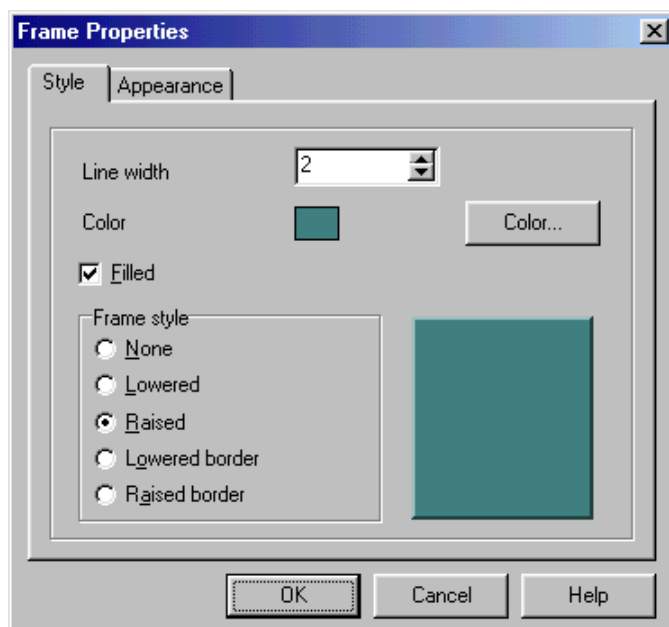 Frame Properties
Style Appearance
Line width 2
Color Color...
Filled
Frame style
None
Lowered
Raised
Lowered border
Raised border
OK Cancel Help